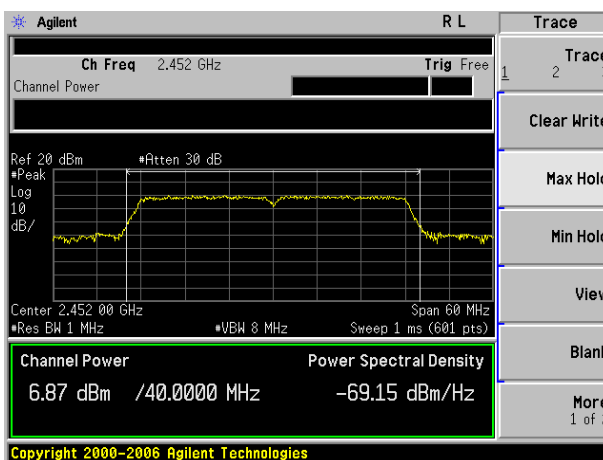 Agilent R L Trace
Ch Freq 2.452 GHz Trig Free
Channel Power
Trace
1 2
Clear Write
Max Hold
Min Hold
View
Blank
More
1 of
Ref 20 dBm #Atten 30 dB
#Peak
Log
10
dB/
Center 2.452 00 GHz Span 60 MHz
#Res BW 1 MHz #VBW 8 MHz Sweep 1 ms (601 pts)
Channel Power Power Spectral Density
6.87 dBm /40.0000 MHz -69.15 dBm/Hz
Copyright 2000-2006 Agilent Technologies